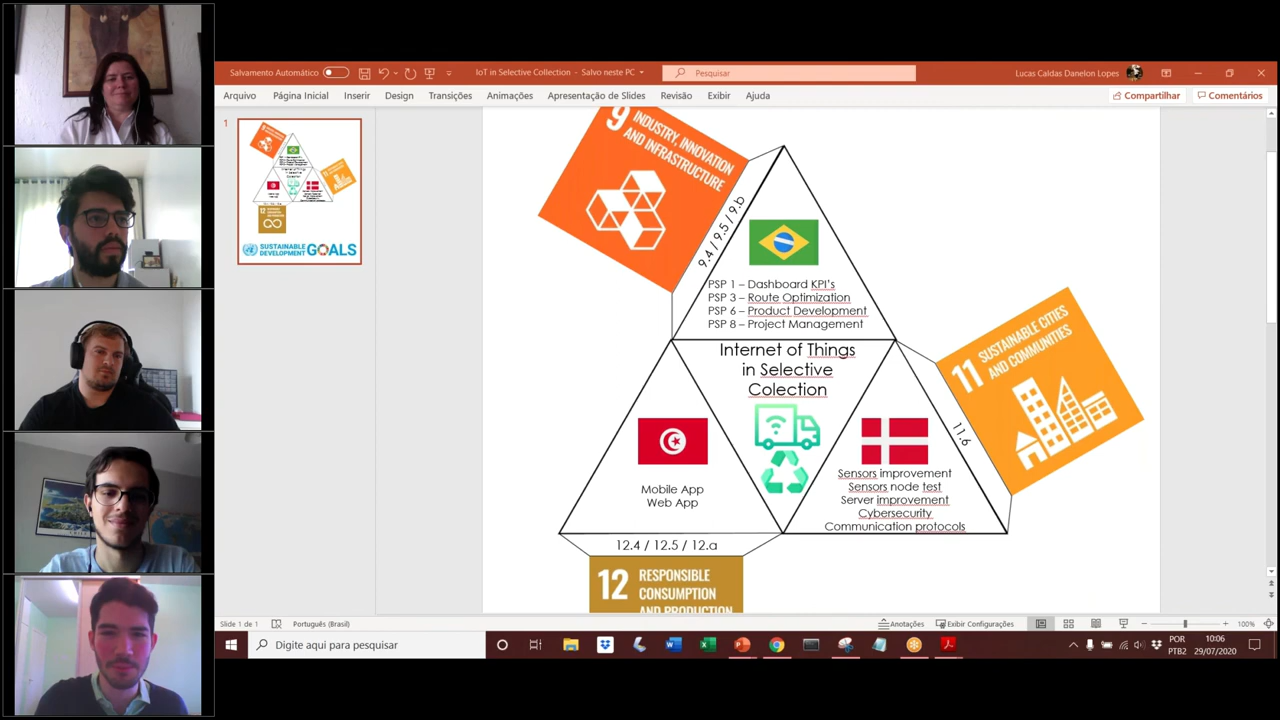 Salvamento Automático
IoT in Selective Collection - Salvo neste PC
Pesquisar
Lucas Caldas Danelon Lopes
Arquivo Página Inicial Inserir Design Transições Animações Apresentação de Slides Revisão Exibir Ajuda
Compartilhar Comentários
1
SUSTAINABLE
DEVELOPMENT
GOALS
9 INDUSTRY, INNOVATION
AND INFRASTRUCTURE
9.4 / 9.5 / 9.b
PSP 1 – Dashboard KPI's
PSP 3 – Route Optimization
PSP 6 – Product Development
PSP 8 – Project Management
Internet of Things
in Selective
Colection
11 SUSTAINABLE CITIES
AND COMMUNITIES
11.6
Mobile App
Web App
Sensors improvement
Sensors node test
Server improvement
Cybersecurity
Communication protocols
12.4 / 12.5 / 12.a
12 RESPONSIBLE
CONSUMPTION
AND PRODUCTION
Slide 1 de 1
Português (Brasil)
Anotações
Exibir Configurações
100%
Digite aqui para pesquisar
POR
PTB2
10:06
29/07/2020